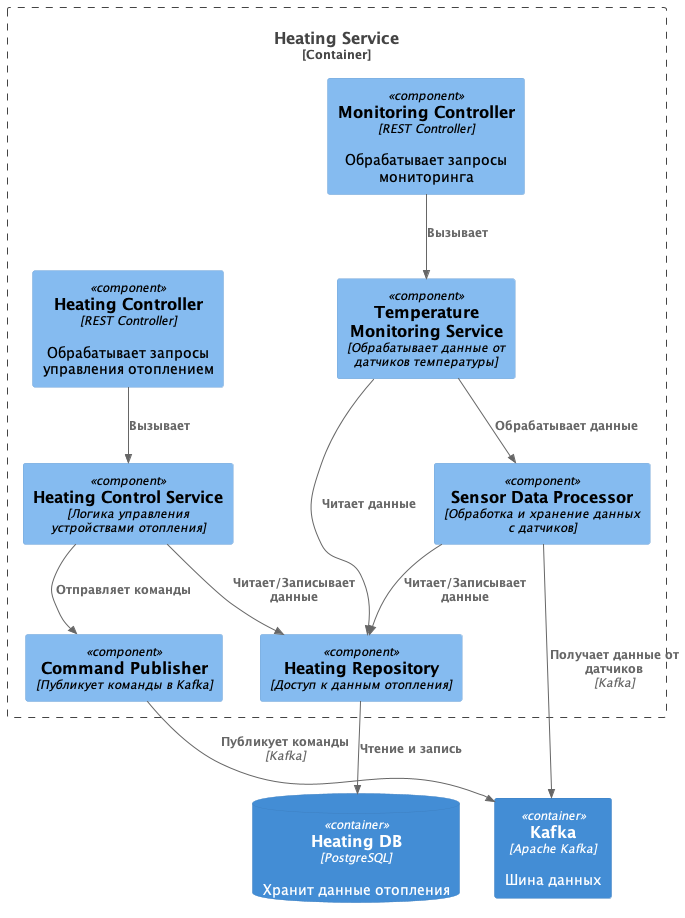 Heating Service
[Container]
«component»
Monitoring Controller
[REST Controller]
Обрабатывает запросы
мониторинга
Вызывает
«component»
Heating Controller
[REST Controller]
Обрабатывает запросы
управления отоплением
«component»
Temperature
Monitoring Service
[Обрабатывает данные от
датчиков температуры]
Вызывает
Обрабатывает данные
«component»
Heating Control Service
[Логика управления
устройствами отопления]
Читает данные
«component»
Sensor Data Processor
[Обработка и хранение данных
с датчиков]
Отправляет команды
Читает/Записывает
данные
Читает/Записывает
данные
«component»
Command Publisher
[Публикует команды в Kafka]
«component»
Heating Repository
[Доступ к данным отопления]
Получает данные от
датчиков
[Kafka]
Публикует команды
[Kafka]
Чтение и запись
«container»
Heating DB
[PostgreSQL]
Хранит данные отопления
«container»
Kafka
[Apache Kafka]
Шина данных